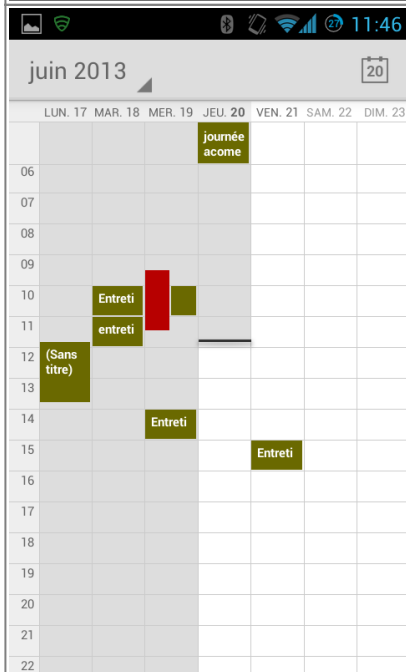 27 11:46
juin 2013
20
LUN. 17 MAR. 18 MER. 19 JEU. 20 VEN. 21 SAM. 22 DIM. 23
journée
acome
06
07
08
09
10 Entreti
11 entreti
12 (Sans
titre)
13
14 Entreti
15 Entreti
16
17
18
19
20
21
22